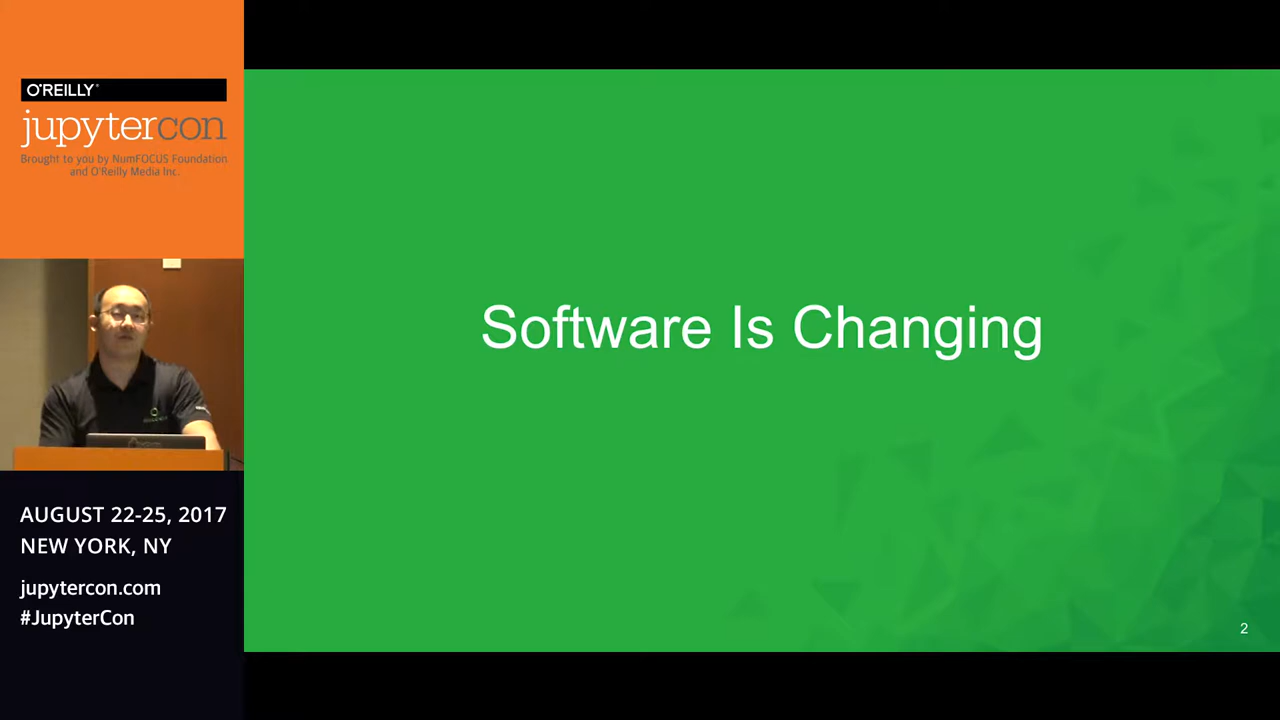 O'REILLY®
jupytercon
Brought to you by NumFOCUS Foundation
and O'Reilly Media Inc.
AUGUST 22-25, 2017
NEW YORK, NY
jupytercon.com
#JupyterCon
Software Is Changing
2